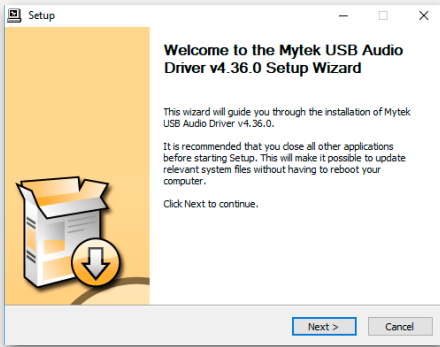 Setup
Welcome to the Mytek USB Audio
Driver v4.36.0 Setup Wizard
This wizard will guide you through the installation of Mytek
USB Audio Driver v4.36.0.
It is recommended that you close all other applications
before starting Setup. This will make it possible to update
relevant system files without having to reboot your
computer.
Click Next to continue.
Next >
Cancel